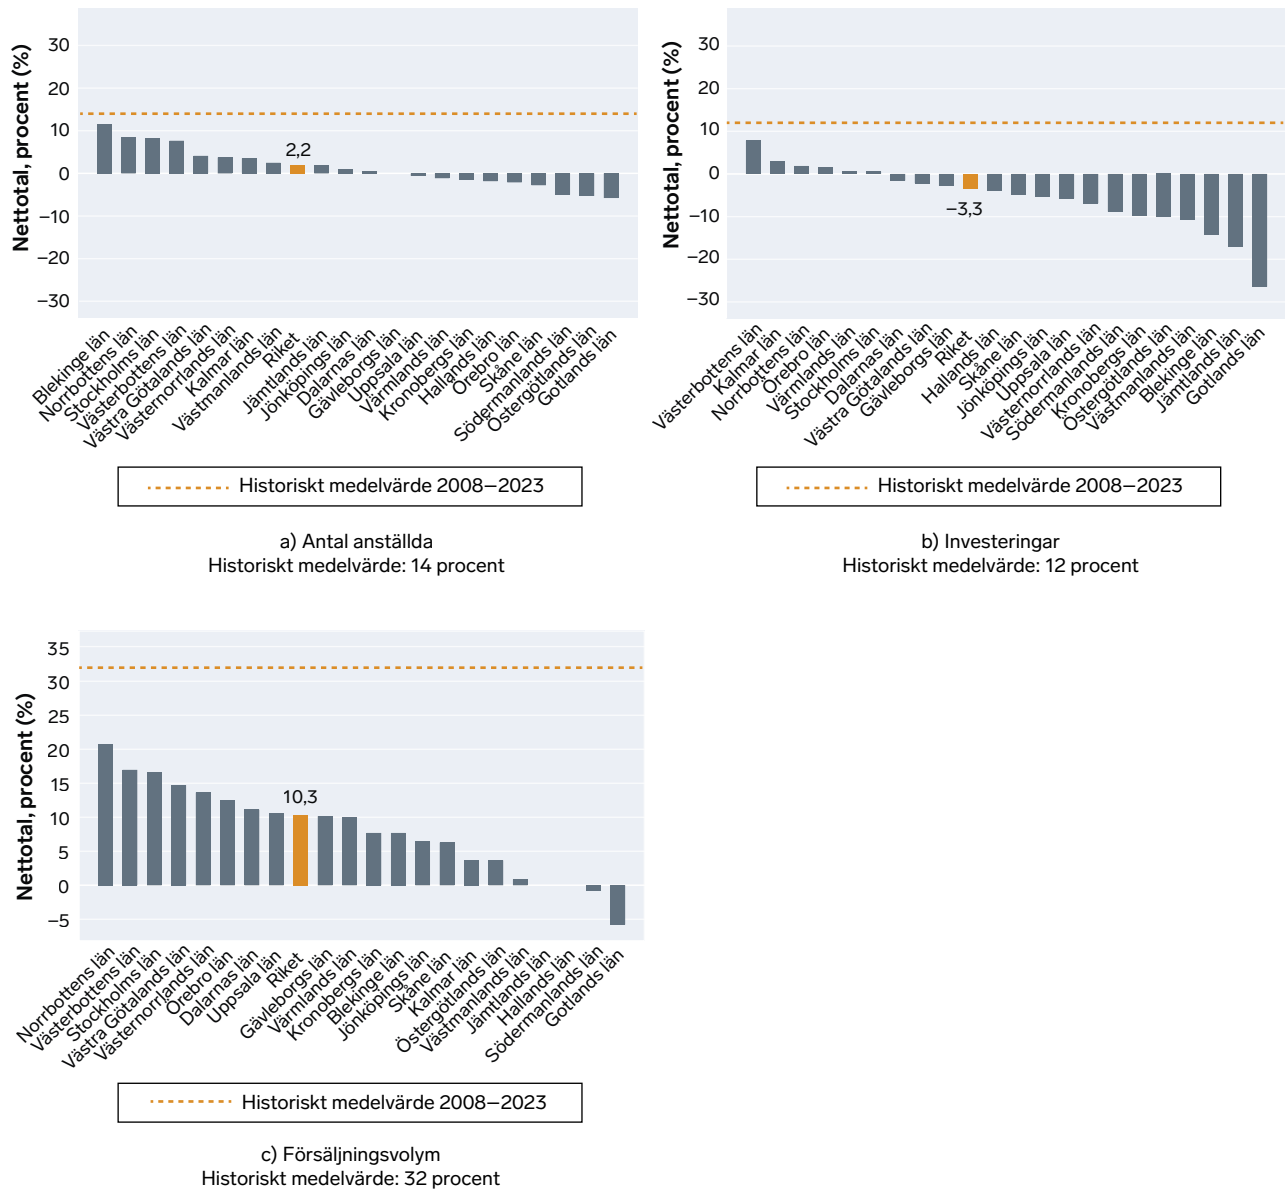 Nettotal, procent (%)
30
20
10
0
−10
−20
−30
2,2
Blekinge län
Norrbottens län
Stockholms län
Västerbottens län
Västra Götalands län
Västernorrlands län
Kalmar län
Västmanlands län
Riket
Jämtlands län
Jönköpings län
Dalarnas län
Gävleborgs län
Uppsala län
Värmlands län
Kronobergs län
Hallands län
Örebro län
Skåne län
Södermanlands län
Östergötlands län
Gotlands län
Historiskt medelvärde 2008–2023
a) Antal anställda
Historiskt medelvärde: 14 procent
Nettotal, procent (%)
30
20
10
0
−10
−20
−30
−3,3
Västerbottens län
Kalmar län
Norrbottens län
Örebro län
Värmlands län
Stockholms län
Dalarnas län
Västra Götalands län
Gävleborgs län
Riket
Hallands län
Skåne län
Jönköpings län
Uppsala län
Västernorrlands län
Södermanlands län
Kronobergs län
Östergötlands län
Västmanlands län
Blekinge län
Jämtlands län
Gotlands län
Historiskt medelvärde 2008–2023
b) Investeringar
Historiskt medelvärde: 12 procent
Nettotal, procent (%)
35
30
25
20
15
10
5
0
−5
10,3
Norrbottens län
Västerbottens län
Stockholms län
Västra Götalands län
Västernorrlands län
Örebro län
Dalarnas län
Uppsala län
Riket
Gävleborgs län
Värmlands län
Kronobergs län
Blekinge län
Jönköpings län
Skåne län
Kalmar län
Östergötlands län
Västmanlands län
Jämtlands län
Hallands län
Södermanlands län
Gotlands län
Historiskt medelvärde 2008–2023
c) Försäljningsvolym
Historiskt medelvärde: 32 procent